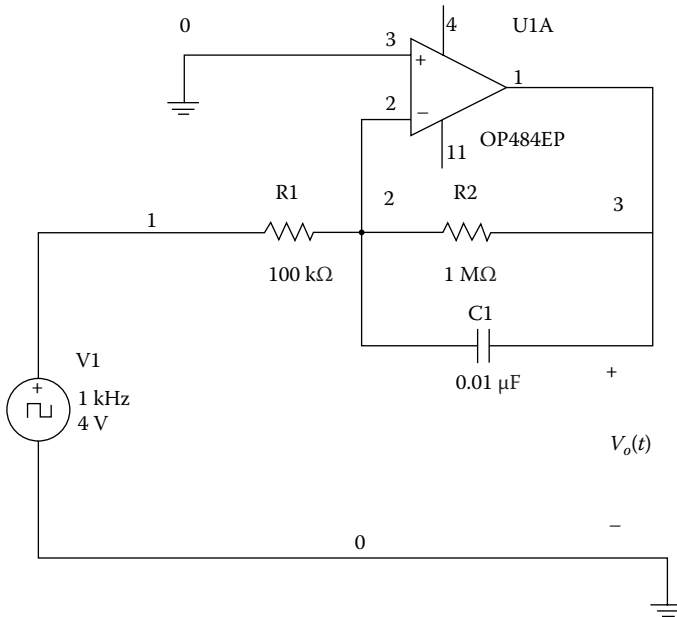 0
4
U1A
3
+
1
2
−
OP484EP
11
R1
2
R2
3
1
100 kΩ
1 MΩ
C1
V1
0.01 µF
+
+
1 kHz
4 V
Vo(t)
−
0